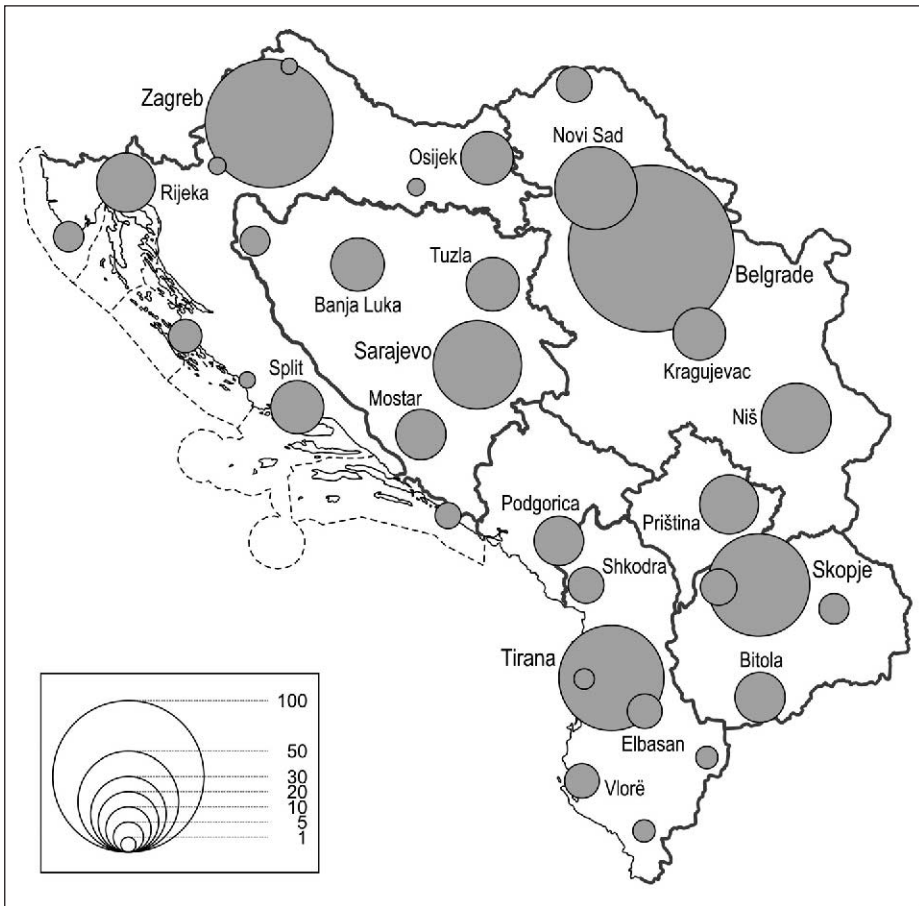 Zagreb
Novi Sad
Osijek
Rijeka
Tuzla
Belgrade
Banja Luka
Sarajevo
Kragujevac
Split
Mostar
Niš
Podgorica
Priština
Shkodra
Skopje
Tirana
Bitola
Elbasan
Vlorë
100
50
30
20
10
5
1